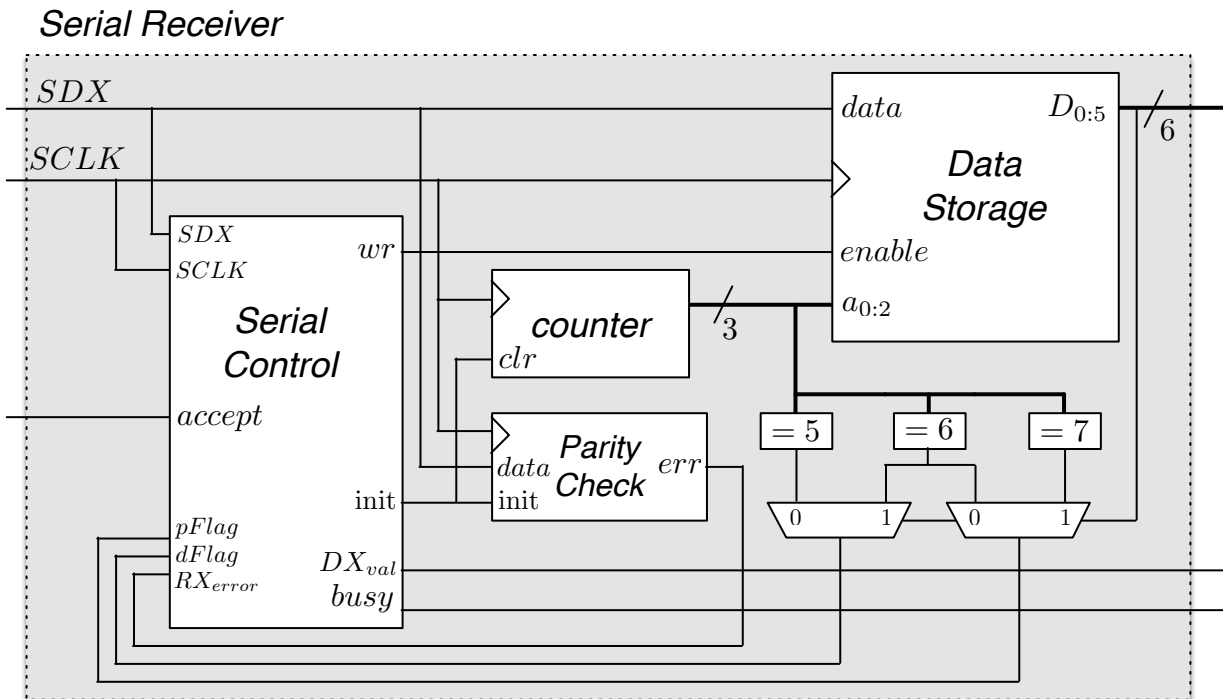 Serial Receiver
SDX
SCLK
data
D0:5
6
Data
Storage
enable
a0:2
SDX
SCLK
wr
Serial
Control
accept
init
pFlag
dFlag
RXerror
DXval
busy
counter
clr
3
Parity
Check
data
init
err
= 5
= 6
= 7
0
1
0
1